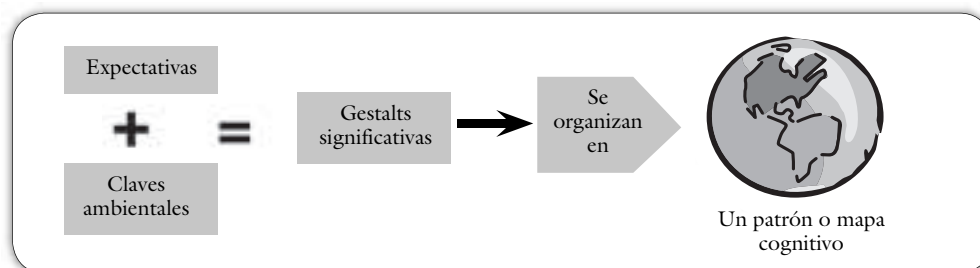 Expectativas
+
=
Claves
ambientales
Gestalts
significativas
Se
organizan
en
Un patrón o mapa
cognitivo